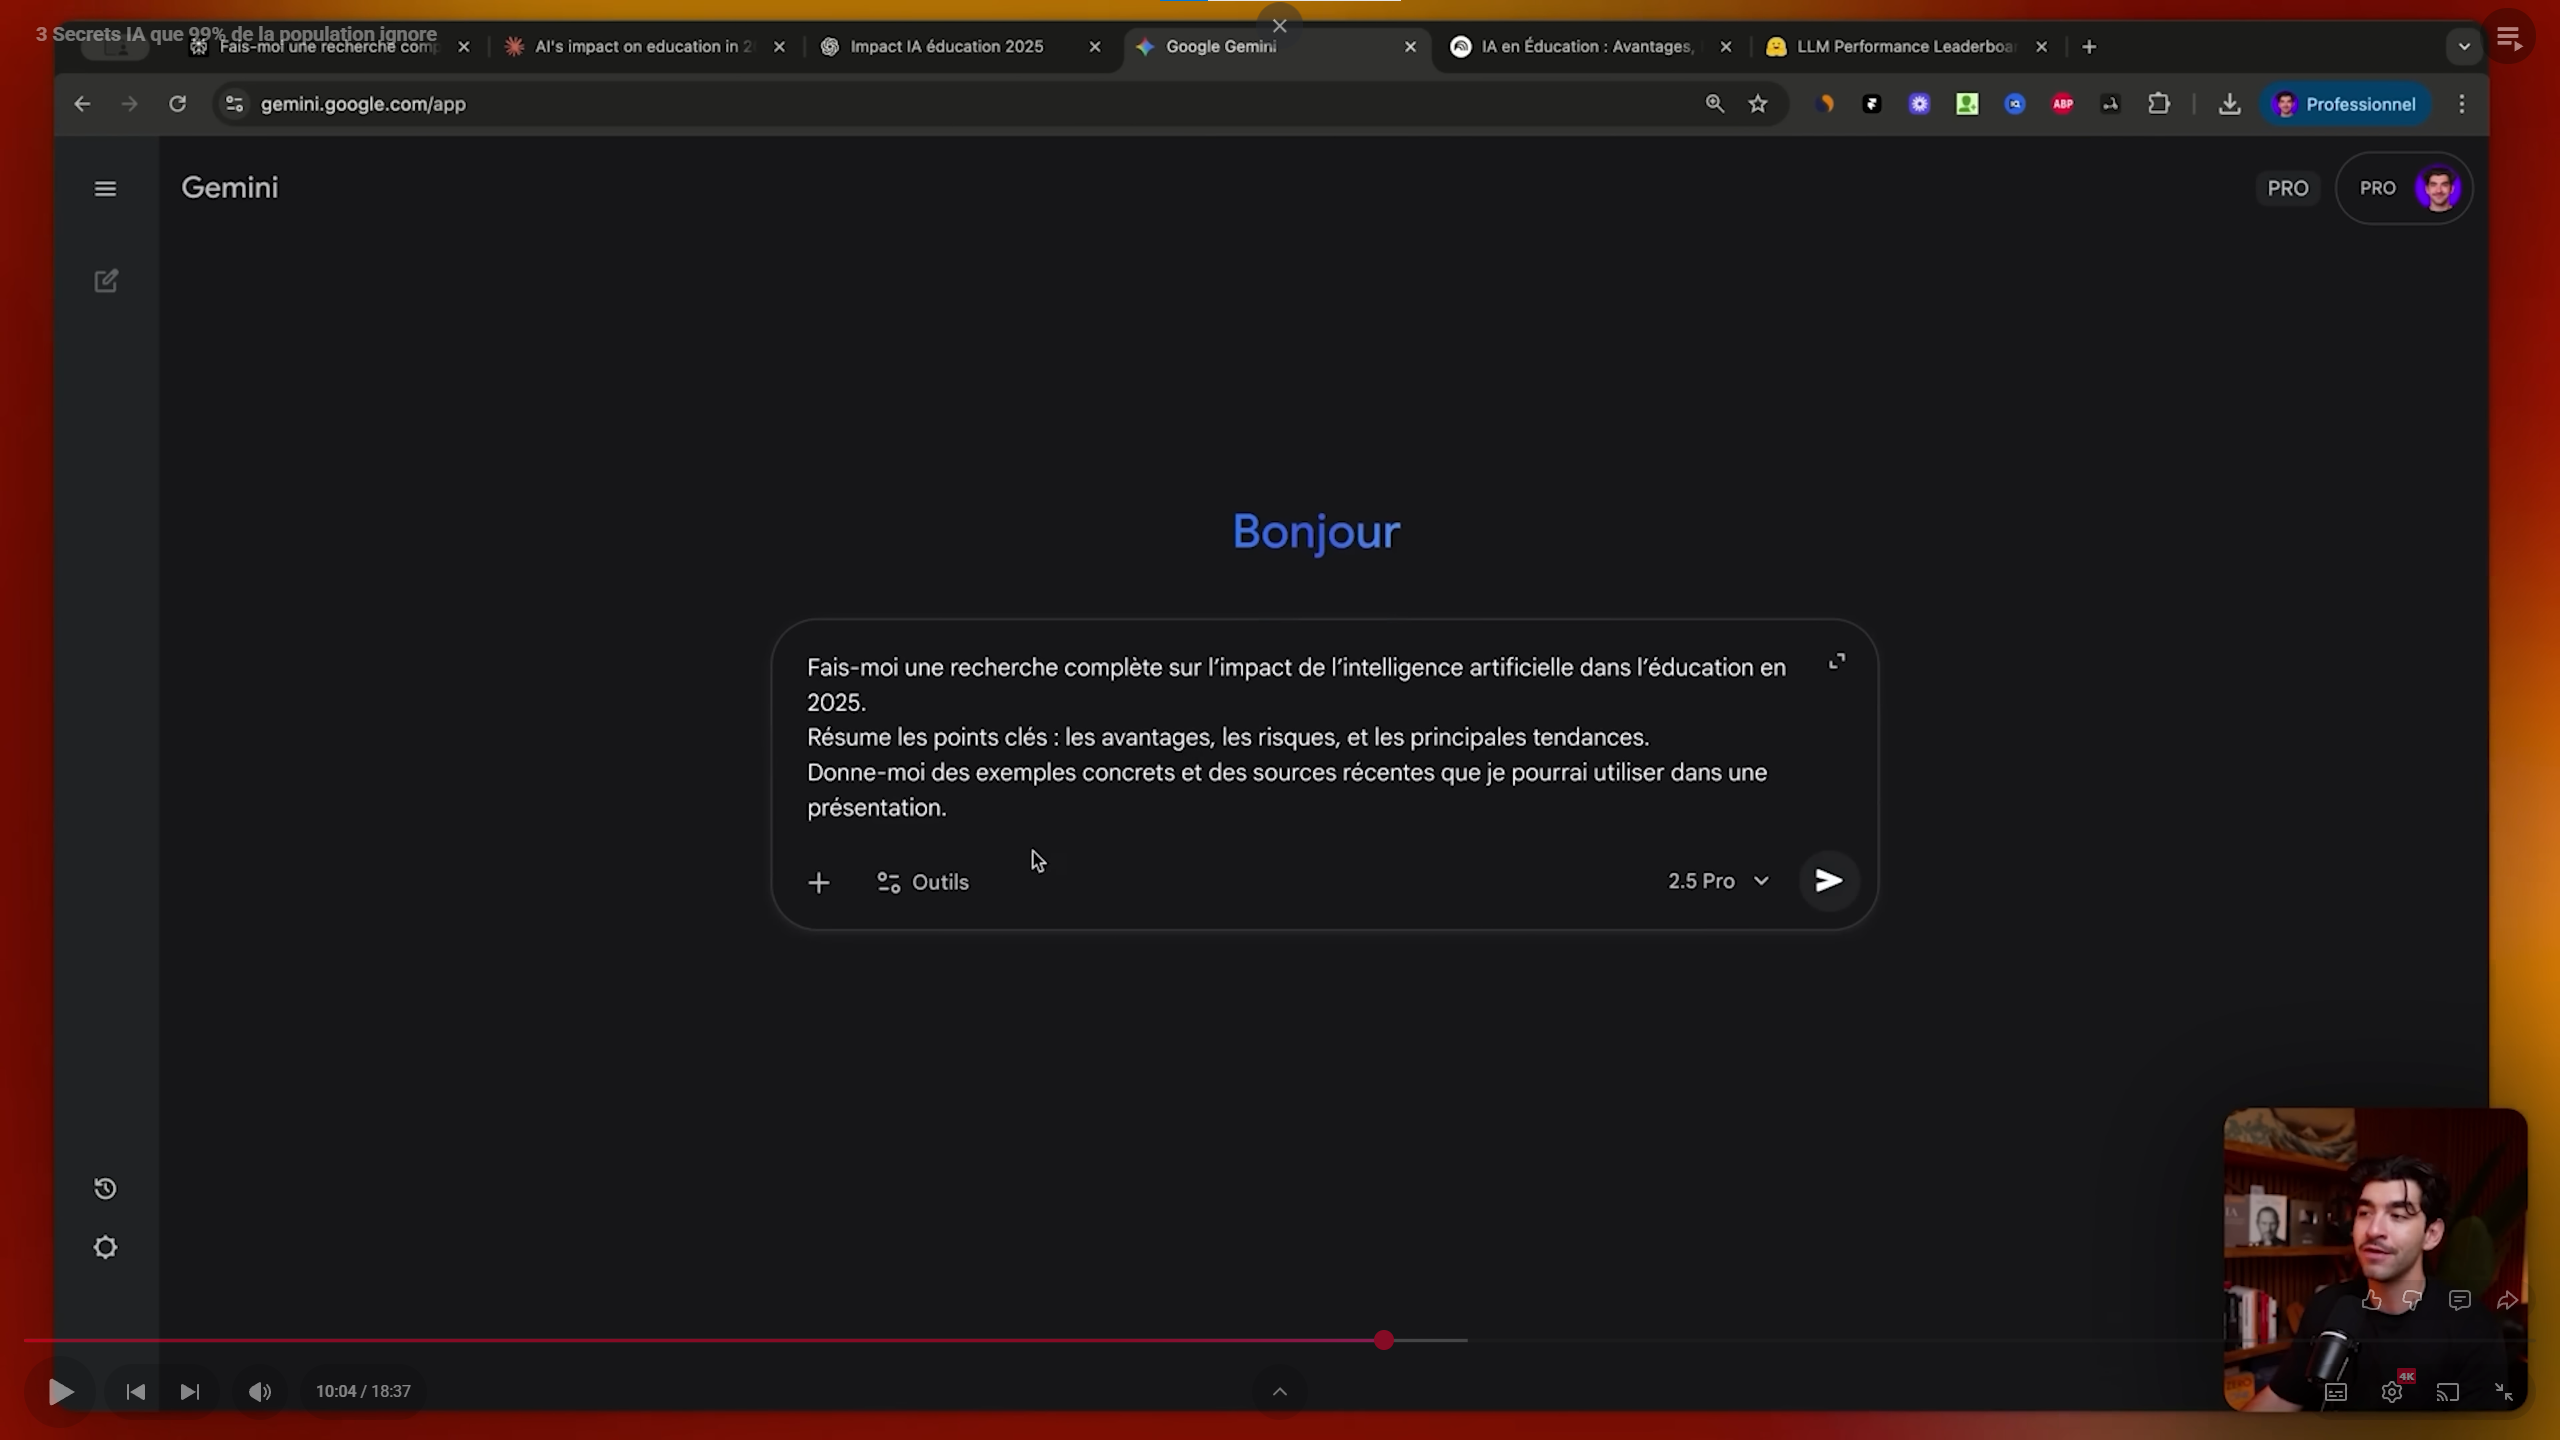 3 Secrets IA que 99% de la population ignore
Fais-moi une recherche comp
AI's impact on education in 2
Impact IA éducation 2025
Google Gemini
IA en Éducation : Avantages,
LLM Performance Leaderboa
gemini.google.com/app
ABP
Professionnel
Gemini
PRO
PRO
Bonjour
Fais-moi une recherche complète sur l’impact de l’intelligence artificielle dans l’éducation en
2025.
Résume les points clés : les avantages, les risques, et les principales tendances.
Donne-moi des exemples concrets et des sources récentes que je pourrai utiliser dans une
présentation.
Outils
2.5 Pro
10:04 / 18:37
4K